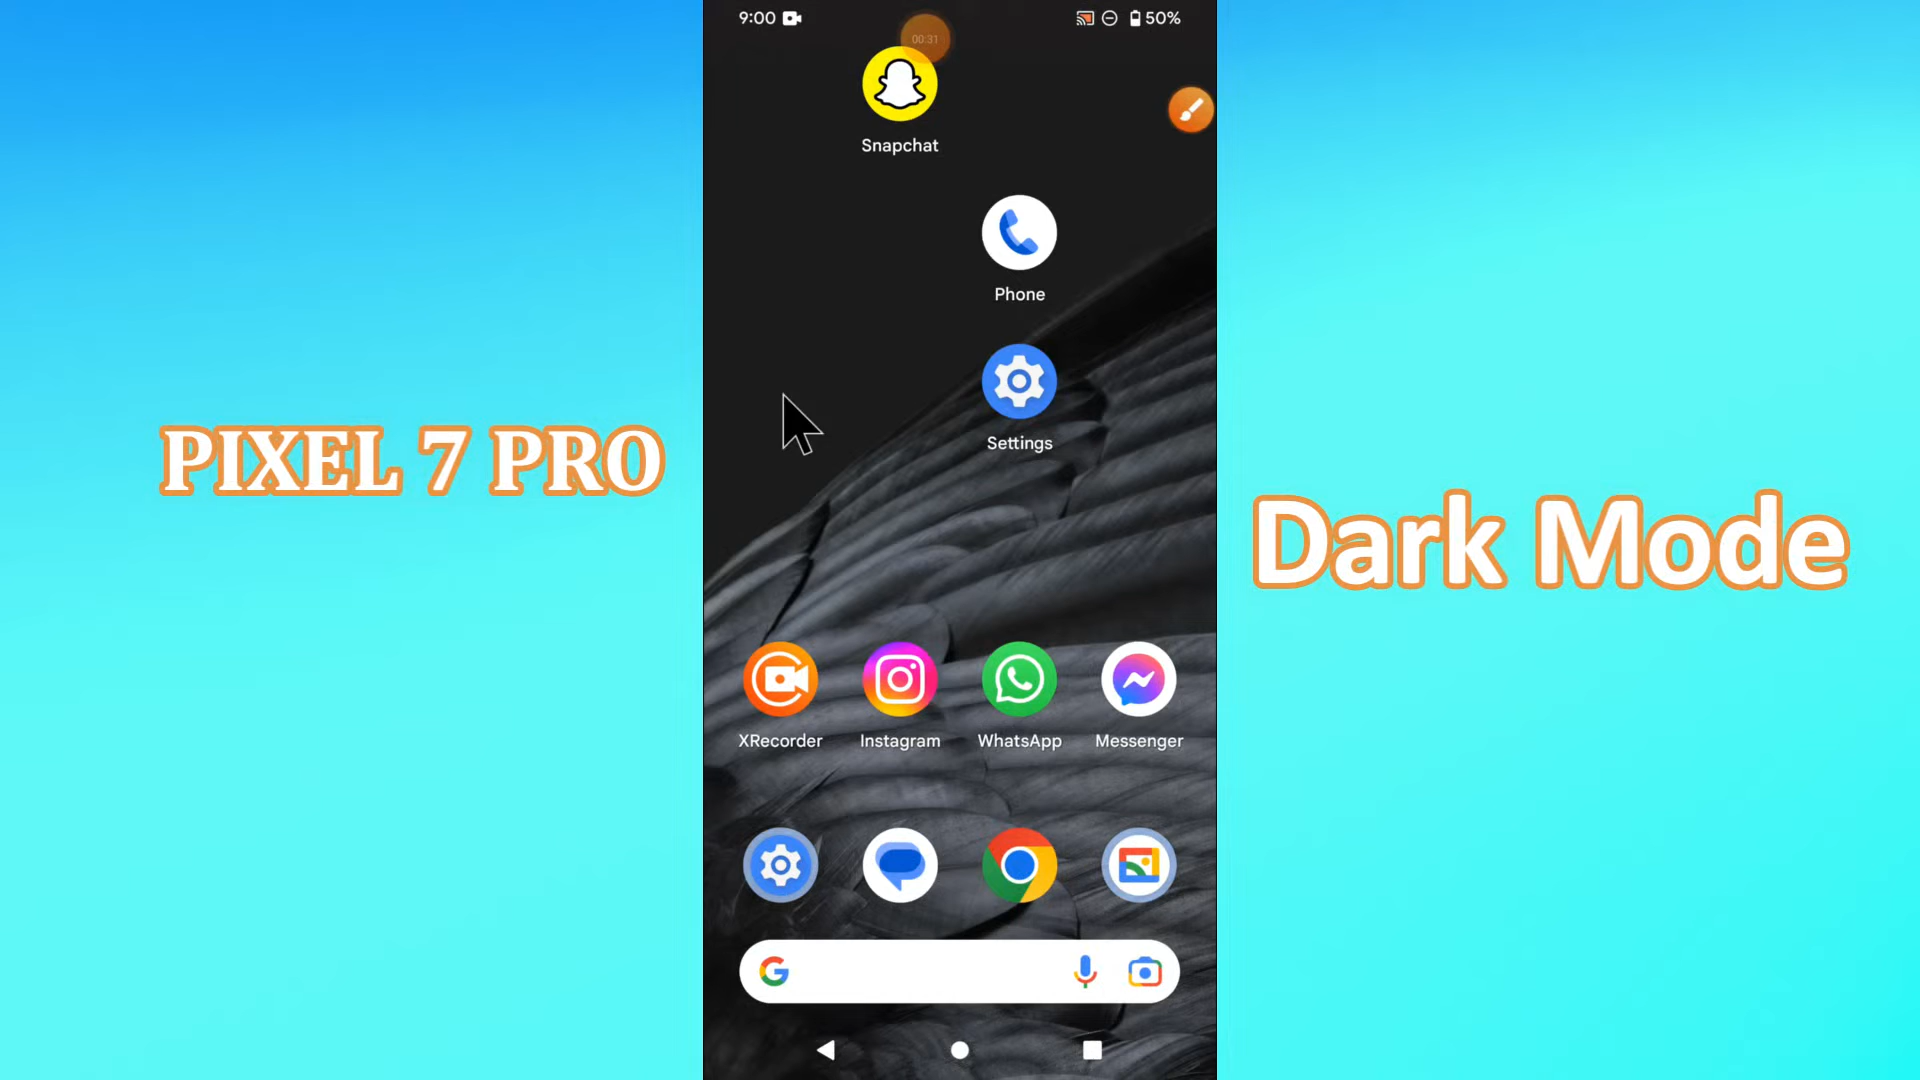 9:00
50%
00:31
Snapchat
Phone
Settings
PIXEL 7 PRO
Dark Mode
XRecorder Instagram WhatsApp Messenger